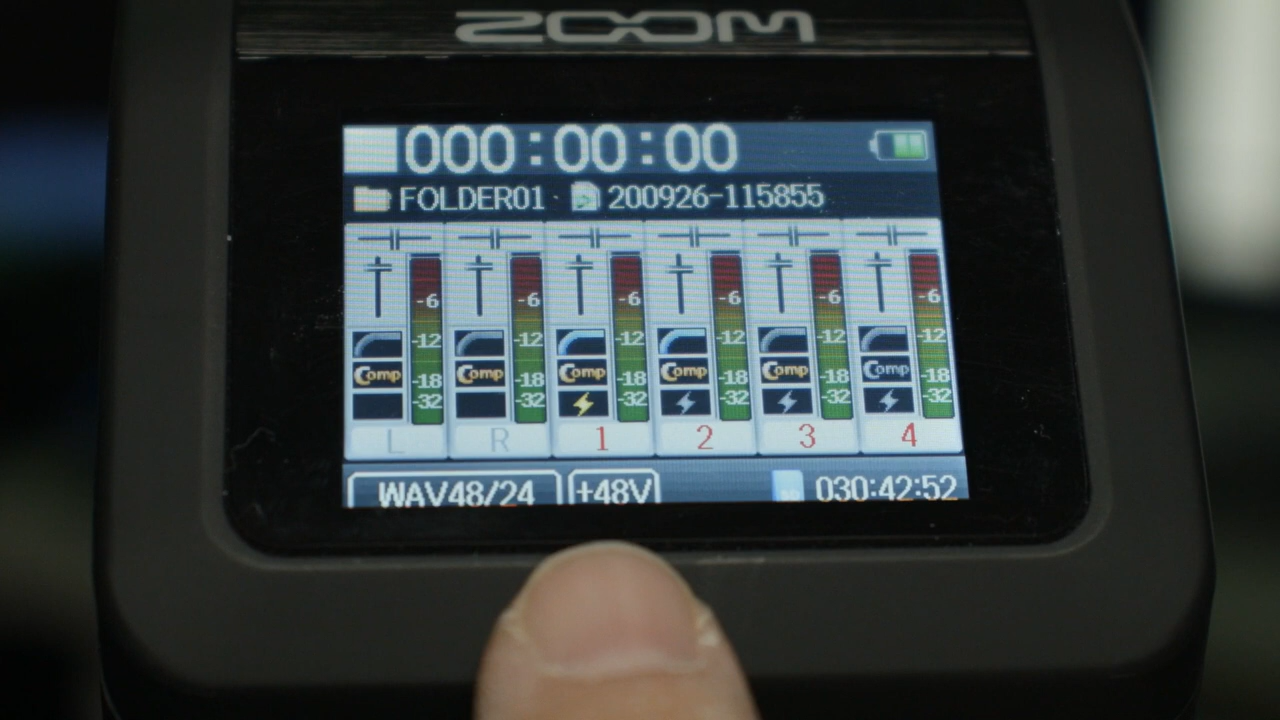 ZOOM
000:00:00
FOLDER01 200926-115855
-6 -6 -6 -6 -6 -6
-12 -12 -12 -12 -12 -12
Comp Comp Comp Comp Comp Comp
-18 -18 -18 -18 -18 -18
-32 -32 -32 -32 -32 -32
L R 1 2 3 4
WAV48/24 +48V SD 030:42:52